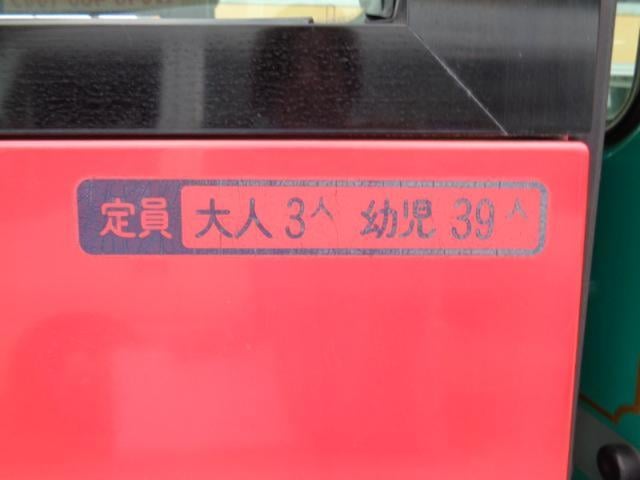 定員 大人 3人 幼児 39人